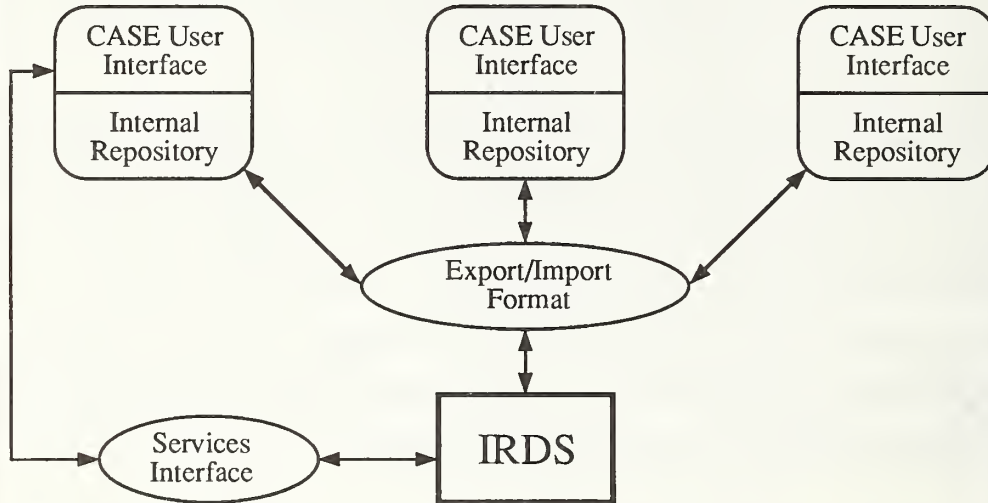 CASE User
Interface
Internal
Repository
CASE User
Interface
Internal
Repository
CASE User
Interface
Internal
Repository
Export/Import
Format
Services
Interface
IRDS